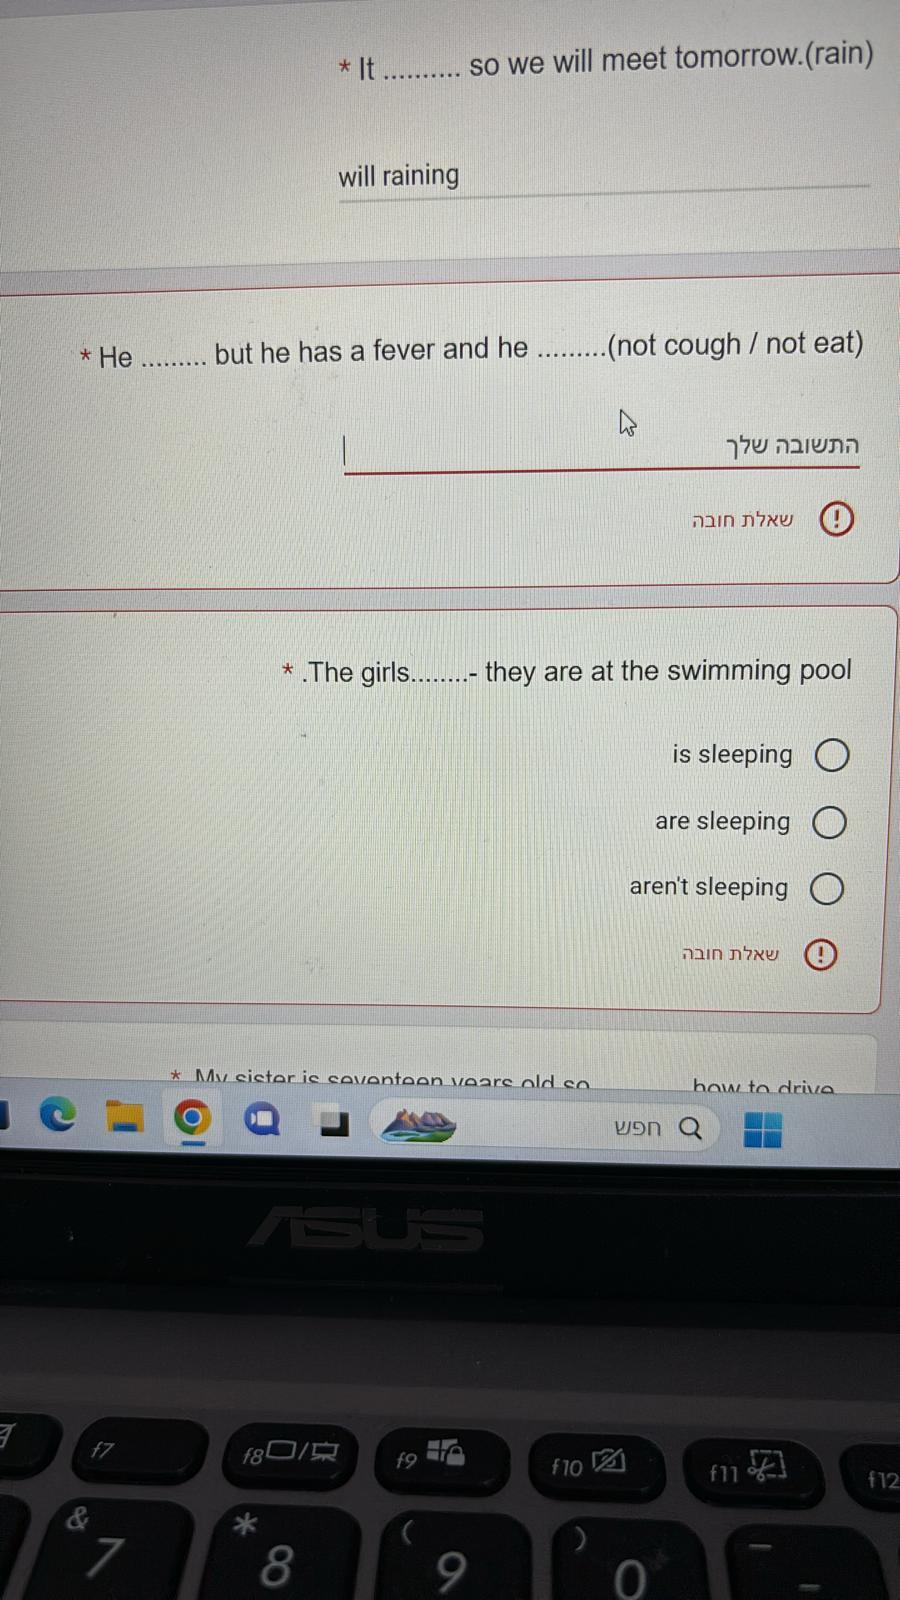 * It .......... so we will meet tomorrow.(rain)
will raining
* He ......... but he has a fever and he .........(not cough / not eat)
התשובה שלך
שאלת חובה
* .The girls........- they are at the swimming pool
is sleeping
are sleeping
aren't sleeping
שאלת חובה
* My sister is seventeen years old so how to drive
חפש
ASUS
f7 f8 f9 f10 f11 f12
& * ( ) _
7 8 9 0 -